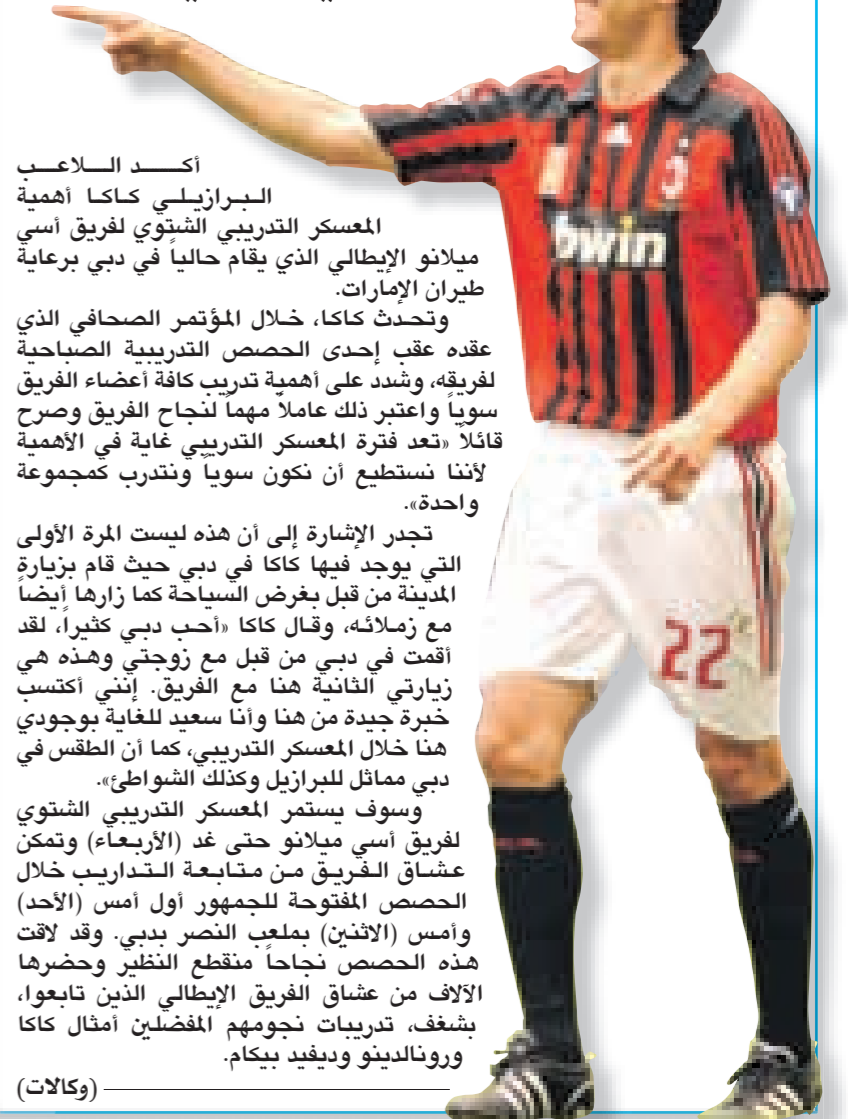 أكـــد الـــلاعـــب
الـبـرازيـلـي كـاكـا أهمية
المعسكر التدريبي الشتوي لفريق أسي
ميلانو الإيطالي الذي يقام حالياً في دبي برعاية
طيران الإمارات.
وتحدث كاكا، خلال المؤتمر الصحافي الذي
عقده عقب إحدى الحصص التدريبية الصباحية
لفريقه، وشدد على أهمية تدريب كافة أعضاء الفريق
سوياً واعتبر ذلك عاملاً مهماً لنجاح الفريق وصرح
قائلاً «تعد فترة المعسكر التدريبي غاية في الأهمية
لأننا نستطيع أن نكون سوياً ونتدرب كمجموعة
واحدة».
تجدر الإشارة إلى أن هذه ليست المرة الأولى
التي يوجد فيها كاكا في دبي حيث قام بزيارة
المدينة من قبل بغرض السياحة كما زارها أيضاً
مع زملائه، وقال كاكا «أحب دبي كثيراً، لقد
أقمت في دبي من قبل مع زوجتي وهذه هي
زيارتي الثانية هنا مع الفريق. إنني أكتسب
خبرة جيدة من هنا وأنا سعيد للغاية بوجودي
هنا خلال المعسكر التدريبي، كما أن الطقس في
دبي مماثل للبرازيل وكذلك الشواطئ».
وسوف يستمر المعسكر التدريبي الشتوي
لفريق أسي ميلانو حتى غد (الأربعاء) وتمكن
عشاق الفريق من متابعة التداريب خلال
الحصص المفتوحة للجمهور أول أمس (الأحد)
وأمس (الاثنين) بملعب النصر بدبي. وقد لاقت
هذه الحصص نجاحاً منقطع النظير وحضرها
الآلاف من عشاق الفريق الإيطالي الذين تابعوا،
بشغف، تدريبات نجومهم المفضلين أمثال كاكا
ورونالدينو وديفيد بيكام.
(وكالات)
bwin
22